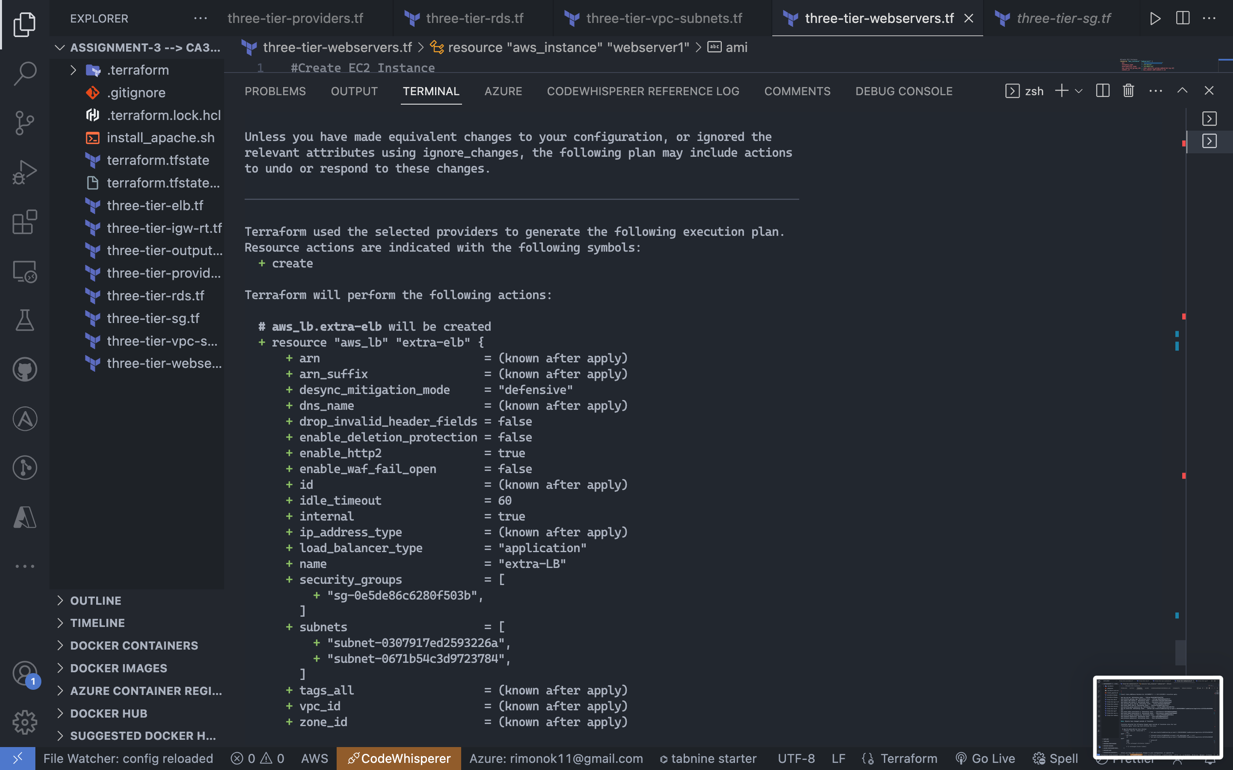 EXPLORER
···
three-tier-providers.tf
three-tier-rds.tf
three-tier-vpc-subnets.tf
three-tier-webservers.tf
three-tier-sg.tf
ASSIGNMENT-3 --> CA3...
three-tier-webservers.tf > resource "aws_instance" "webserver1" > ami
1 #Create EC2 Instance
.terraform
.gitignore
.terraform.lock.hcl
install_apache.sh
terraform.tfstate
terraform.tfstate...
three-tier-elb.tf
three-tier-igw-rt.tf
three-tier-output...
three-tier-provid...
three-tier-rds.tf
three-tier-sg.tf
three-tier-vpc-s...
three-tier-webse...
OUTLINE
TIMELINE
DOCKER CONTAINERS
DOCKER IMAGES
AZURE CONTAINER REGI...
DOCKER HUB
SUGGESTED DOCKER H...
PROBLEMS OUTPUT TERMINAL AZURE CODEWHISPERER REFERENCE LOG COMMENTS DEBUG CONSOLE
zsh
Unless you have made equivalent changes to your configuration, or ignored the
relevant attributes using ignore_changes, the following plan may include actions
to undo or respond to these changes.
Terraform used the selected providers to generate the following execution plan.
Resource actions are indicated with the following symbols:
+ create
Terraform will perform the following actions:
# aws_lb.extra-elb will be created
+ resource "aws_lb" "extra-elb" {
+ arn = (known after apply)
+ arn_suffix = (known after apply)
+ desync_mitigation_mode = "defensive"
+ dns_name = (known after apply)
+ drop_invalid_header_fields = false
+ enable_deletion_protection = false
+ enable_http2 = true
+ enable_waf_fail_open = false
+ id = (known after apply)
+ idle_timeout = 60
+ internal = true
+ ip_address_type = (known after apply)
+ load_balancer_type = "application"
+ name = "extra-LB"
+ security_groups = [
+ "sg-0e5de86c6280f503b",
]
+ subnets = [
+ "subnet-0307917ed2593226a",
+ "subnet-0671b54c3d9723784",
]
+ tags_all = (known after apply)
+ vpc_id = (known after apply)
+ zone_id = (known after apply)
1
File Watcher: config reloaded 0 0 AWS CodeWhisperer Azure: rimonok11@gmail.com tabnine starter UTF-8 LF Terraform Go Live Spell Prettier